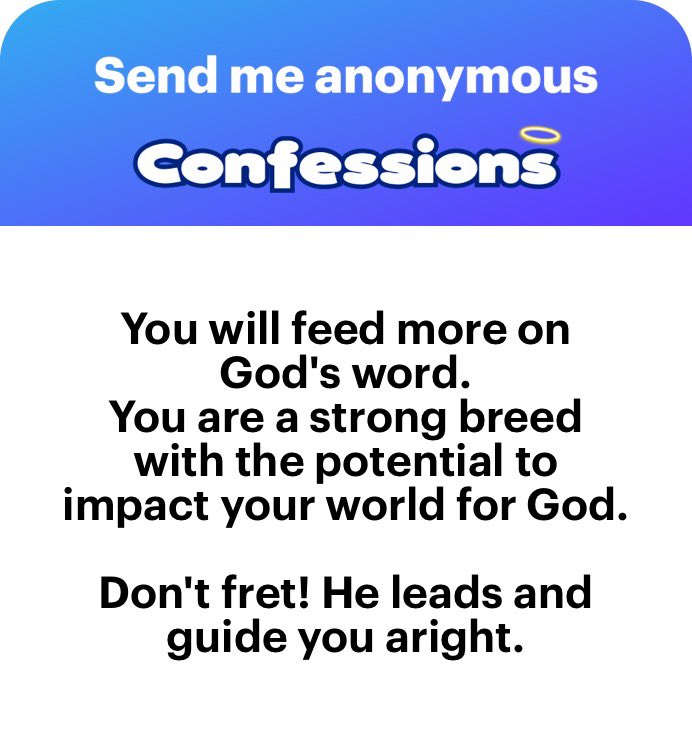 Send me anonymous
Confessions
You will feed more on
God's word.
You are a strong breed
with the potential to
impact your world for God.
Don't fret! He leads and
guide you aright.